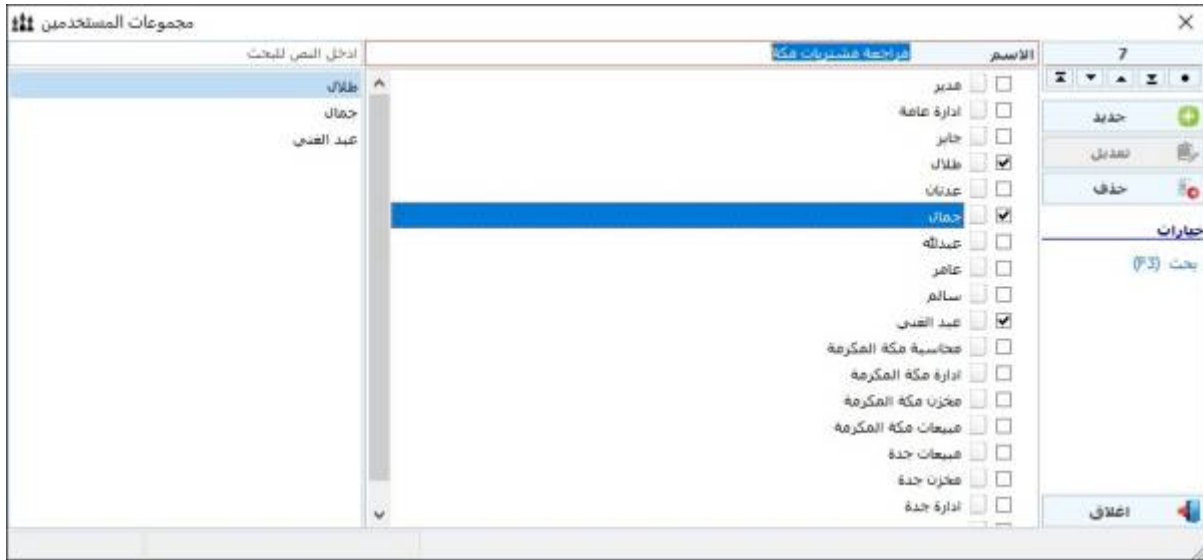 مجموعات المستخدمين
7
الاسم
مراجعة مشتريات مكة
ادخل النص للبحث
جديد
تعديل
حذف
خيارات
بحث (F3)
اغلاق
مدير
ادارة عامة
جابر
طلال
عدنان
جمال
عبدالله
عامر
سالم
عبد الغني
محاسبة مكة المكرمة
ادارة مكة المكرمة
مخزن مكة المكرمة
مبيعات مكة المكرمة
مبيعات جدة
مخزن جدة
ادارة جدة
طلال
جمال
عبد الغني